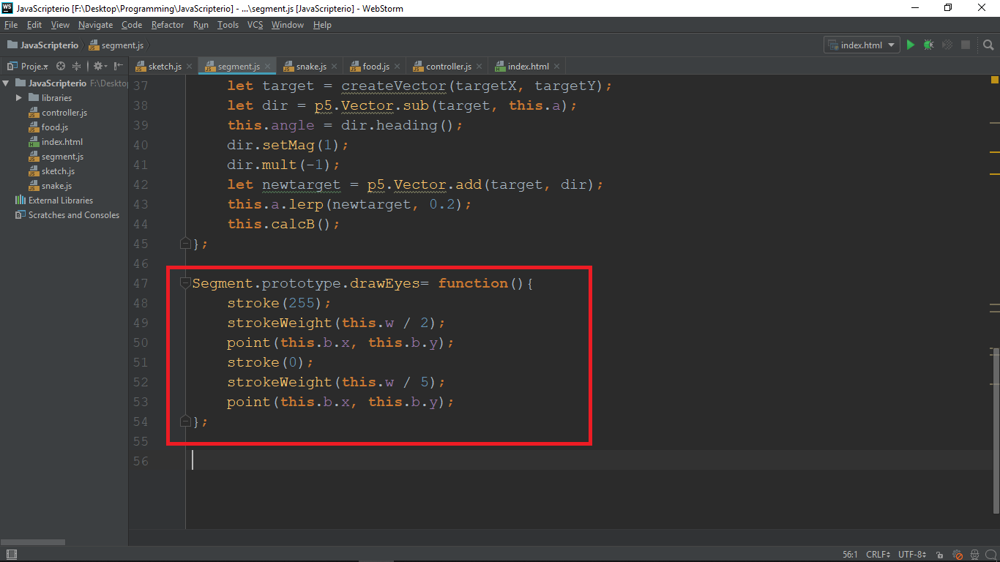 JavaScripterio [F:\Desktop\Programming\JavaScripterio] - ...\segment.js [JavaScripterio] - WebStorm
File Edit View Navigate Code Refactor Run Tools VCS Window Help
JavaScripterio segment.js index.html
Proje.. sketch.js segment.js snake.js food.js controller.js index.html
JavaScripterio F:\Desktop
libraries
controller.js
food.js
index.html
segment.js
sketch.js
snake.js
External Libraries
Scratches and Consoles
37 let target = createVector(targetX, targetY);
38 let dir = p5.Vector.sub(target, this.a);
39 this.angle = dir.heading();
40 dir.setMag(1);
41 dir.mult(-1);
42 let newtarget = p5.Vector.add(target, dir);
43 this.a.lerp(newtarget, 0.2);
44 this.calcB();
45 };
46
47 Segment.prototype.drawEyes= function(){
48 stroke(255);
49 strokeWeight(this.w / 2);
50 point(this.b.x, this.b.y);
51 stroke(0);
52 strokeWeight(this.w / 5);
53 point(this.b.x, this.b.y);
54 };
55
56
56:1 CRLF UTF-8